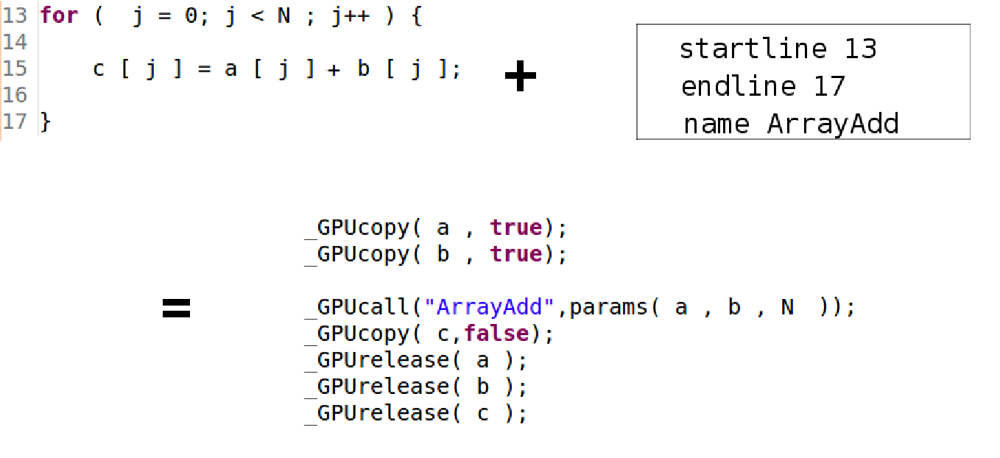 13 for (  j = 0; j < N ; j++ ) {
14
15     c [ j ] = a [ j ] + b [ j ];
16
17 }
+
startline 13
endline 17
name ArrayAdd
=
_GPUcopy( a , true);
_GPUcopy( b , true);
_GPUcall("ArrayAdd",params( a , b , N  ));
_GPUcopy( c,false);
_GPUrelease( a );
_GPUrelease( b );
_GPUrelease( c );